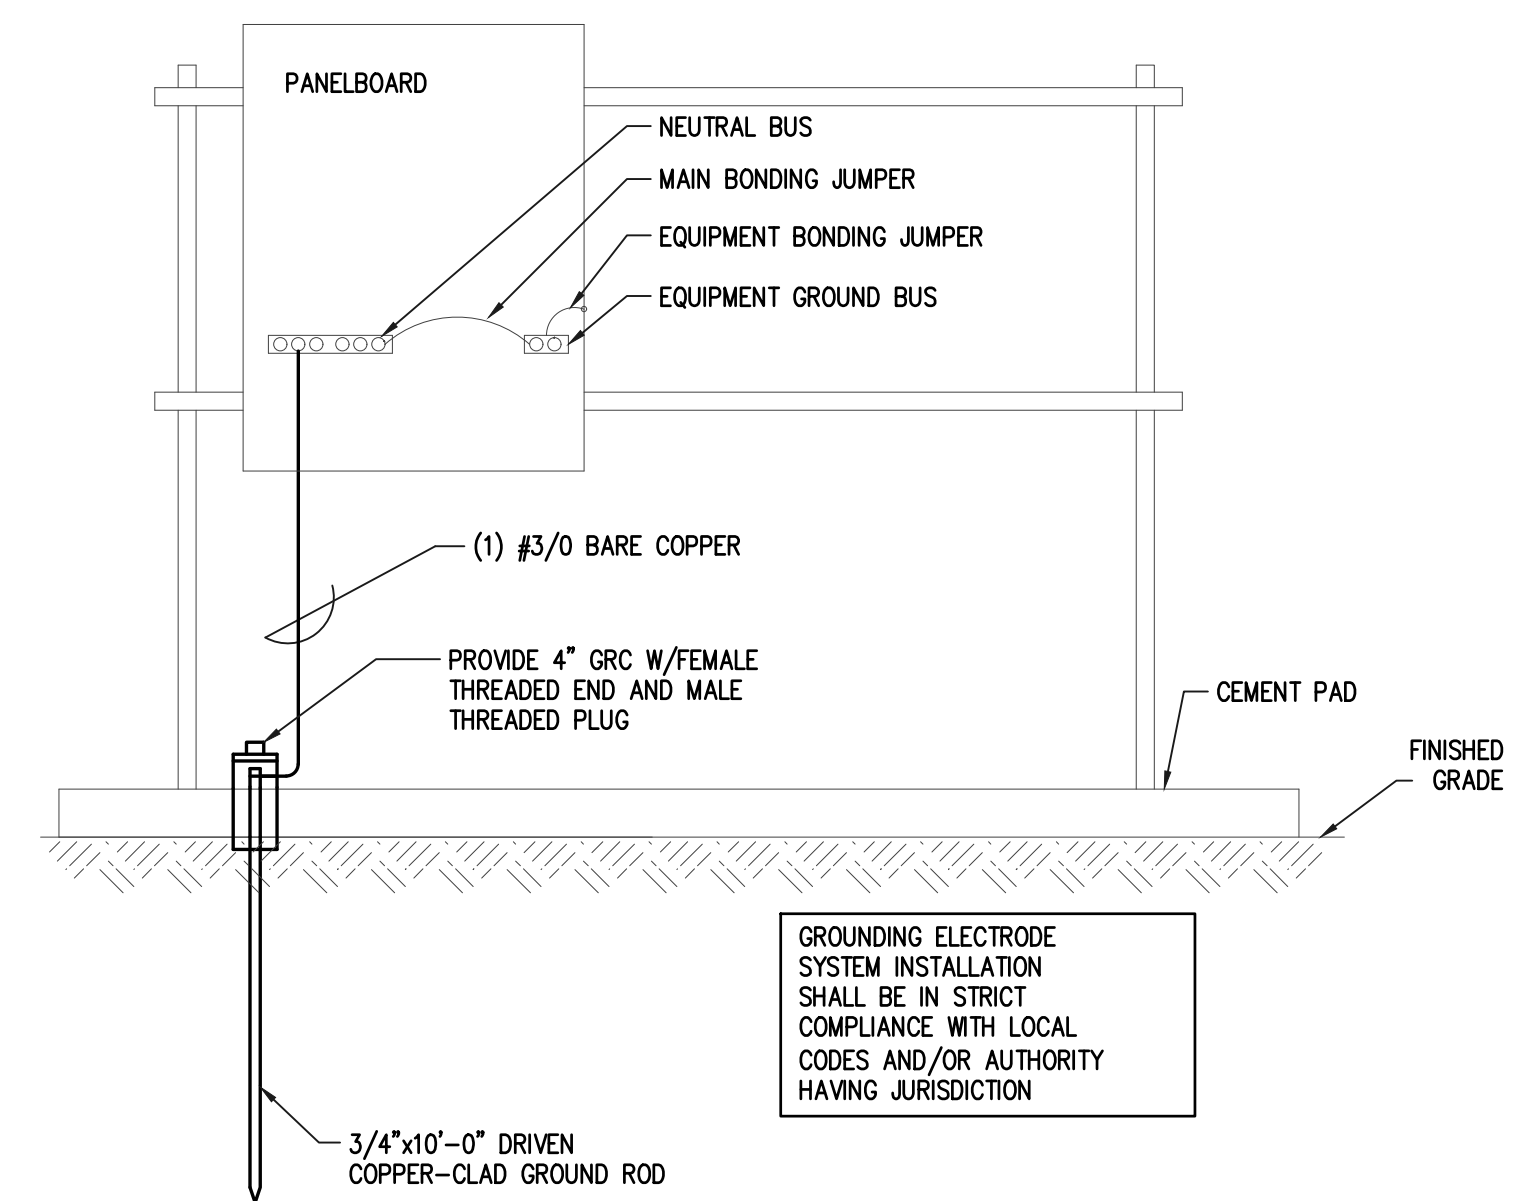 PANELBOARD
NEUTRAL BUS
MAIN BONDING JUMPER
EQUIPMENT BONDING JUMPER
EQUIPMENT GROUND BUS
(1) #3/0 BARE COPPER
PROVIDE 4" GRC W/FEMALE
THREADED END AND MALE
THREADED PLUG
CEMENT PAD
FINISHED
GRADE
GROUNDING ELECTRODE
SYSTEM INSTALLATION
SHALL BE IN STRICT
COMPLIANCE WITH LOCAL
CODES AND/OR AUTHORITY
HAVING JURISDICTION
3/4"x10'-0" DRIVEN
COPPER-CLAD GROUND ROD